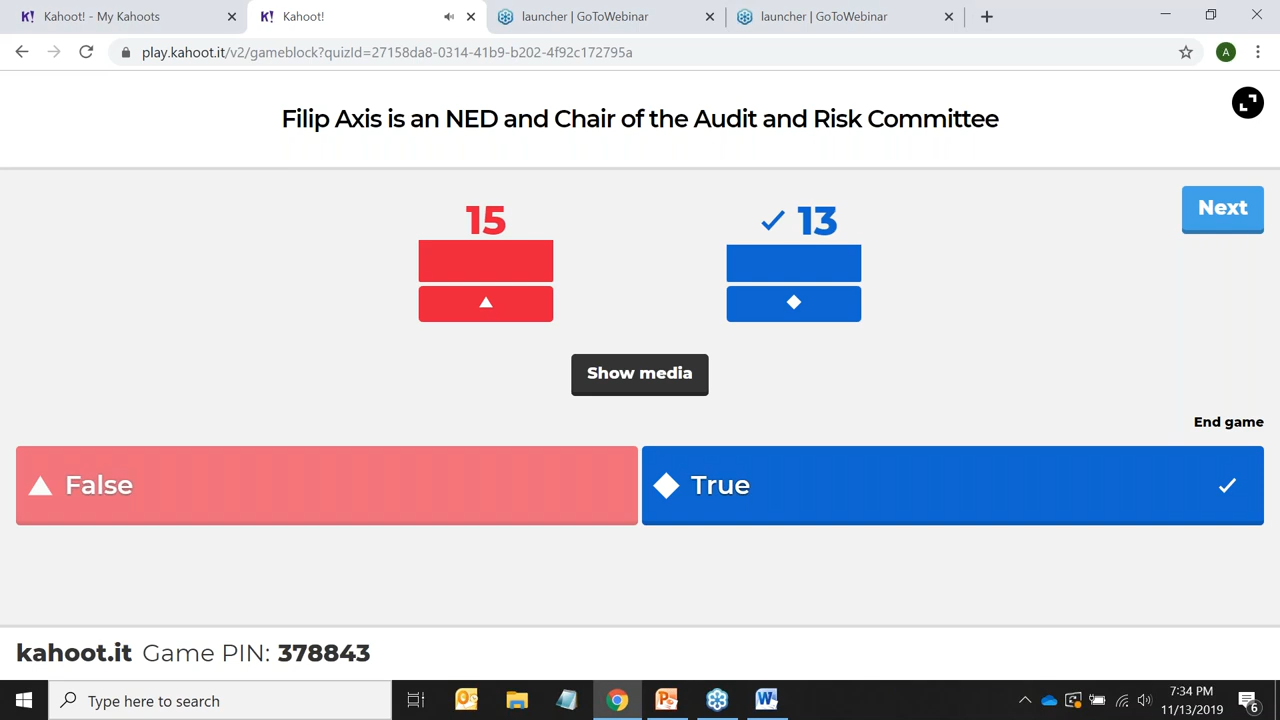 Kahoot! - My Kahoots
Kahoot!
launcher | GoToWebinar
launcher | GoToWebinar
play.kahoot.it/v2/gameblock?quizId=27158da8-0314-41b9-b202-4f92c172795a
A
Filip Axis is an NED and Chair of the Audit and Risk Committee
15
13
Next
Show media
End game
False
True
kahoot.it Game PIN: 378843
Type here to search
7:34 PM
11/13/2019
6